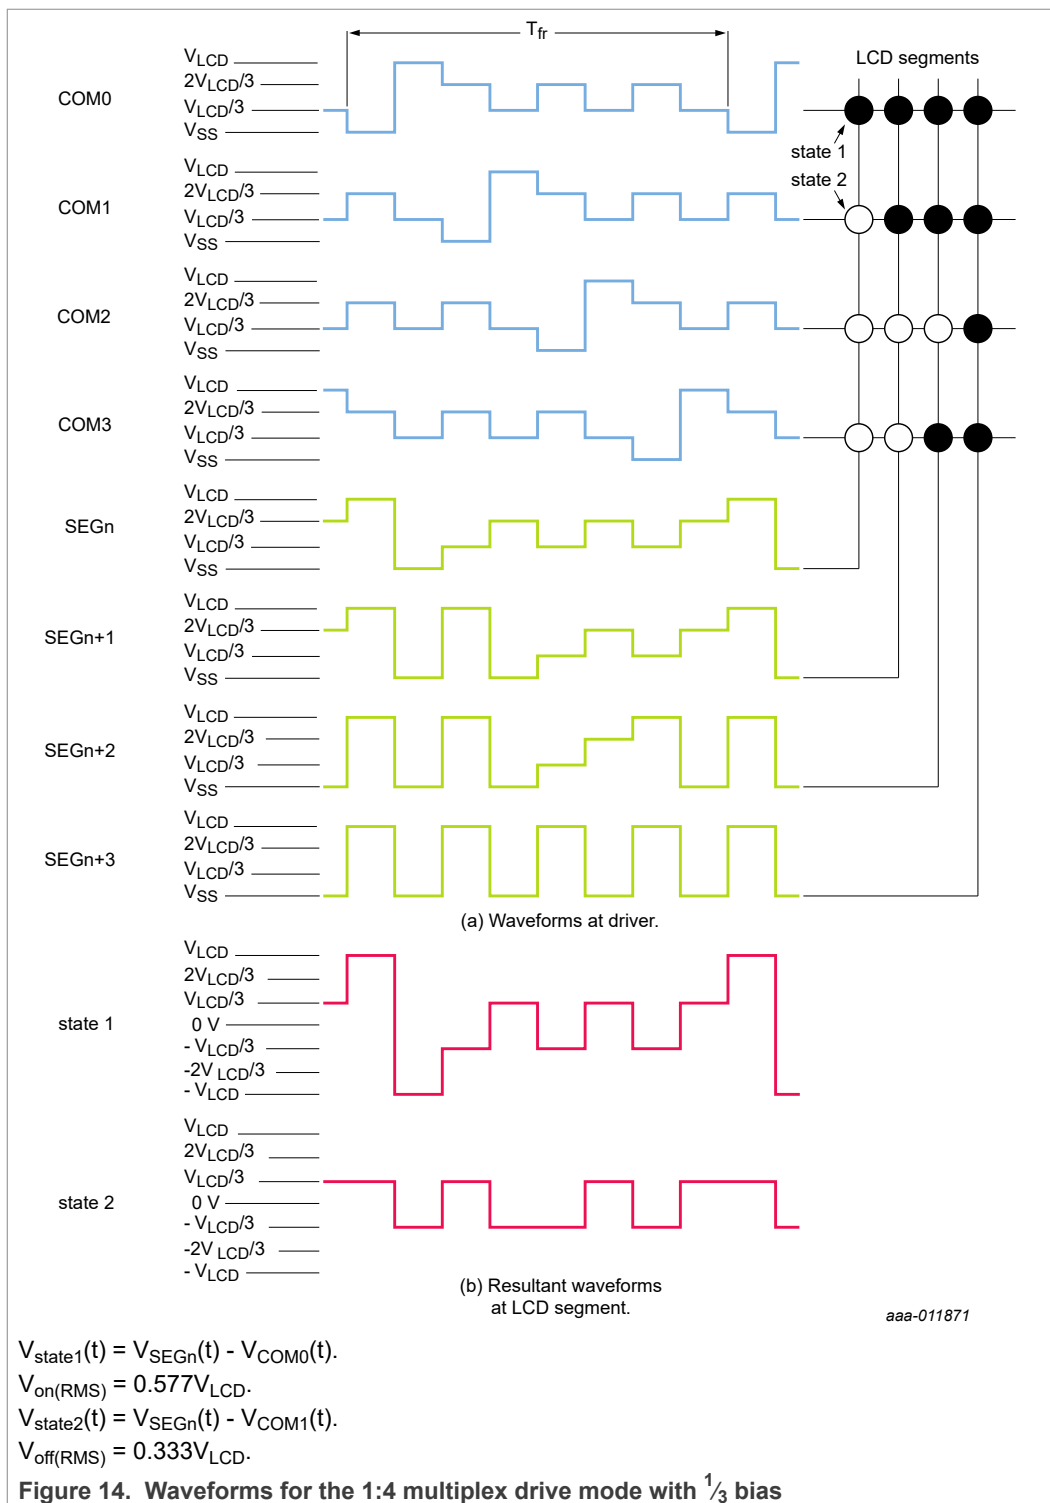 T_fr
LCD segments
COM0
V_LCD
2V_LCD/3
V_LCD/3
V_SS
state 1
state 2
COM1
V_LCD
2V_LCD/3
V_LCD/3
V_SS
COM2
V_LCD
2V_LCD/3
V_LCD/3
V_SS
COM3
V_LCD
2V_LCD/3
V_LCD/3
V_SS
SEGn
V_LCD
2V_LCD/3
V_LCD/3
V_SS
SEGn+1
V_LCD
2V_LCD/3
V_LCD/3
V_SS
SEGn+2
V_LCD
2V_LCD/3
V_LCD/3
V_SS
SEGn+3
V_LCD
2V_LCD/3
V_LCD/3
V_SS
(a) Waveforms at driver.
state 1
V_LCD
2V_LCD/3
V_LCD/3
0 V
- V_LCD/3
-2V_LCD/3
- V_LCD
state 2
V_LCD
2V_LCD/3
V_LCD/3
0 V
- V_LCD/3
-2V_LCD/3
- V_LCD
(b) Resultant waveforms
at LCD segment.
aaa-011871
V_state1(t) = V_SEGn(t) - V_COM0(t).
V_on(RMS) = 0.577V_LCD.
V_state2(t) = V_SEGn(t) - V_COM1(t).
V_off(RMS) = 0.333V_LCD.
Figure 14. Waveforms for the 1:4 multiplex drive mode with 1⁄3 bias